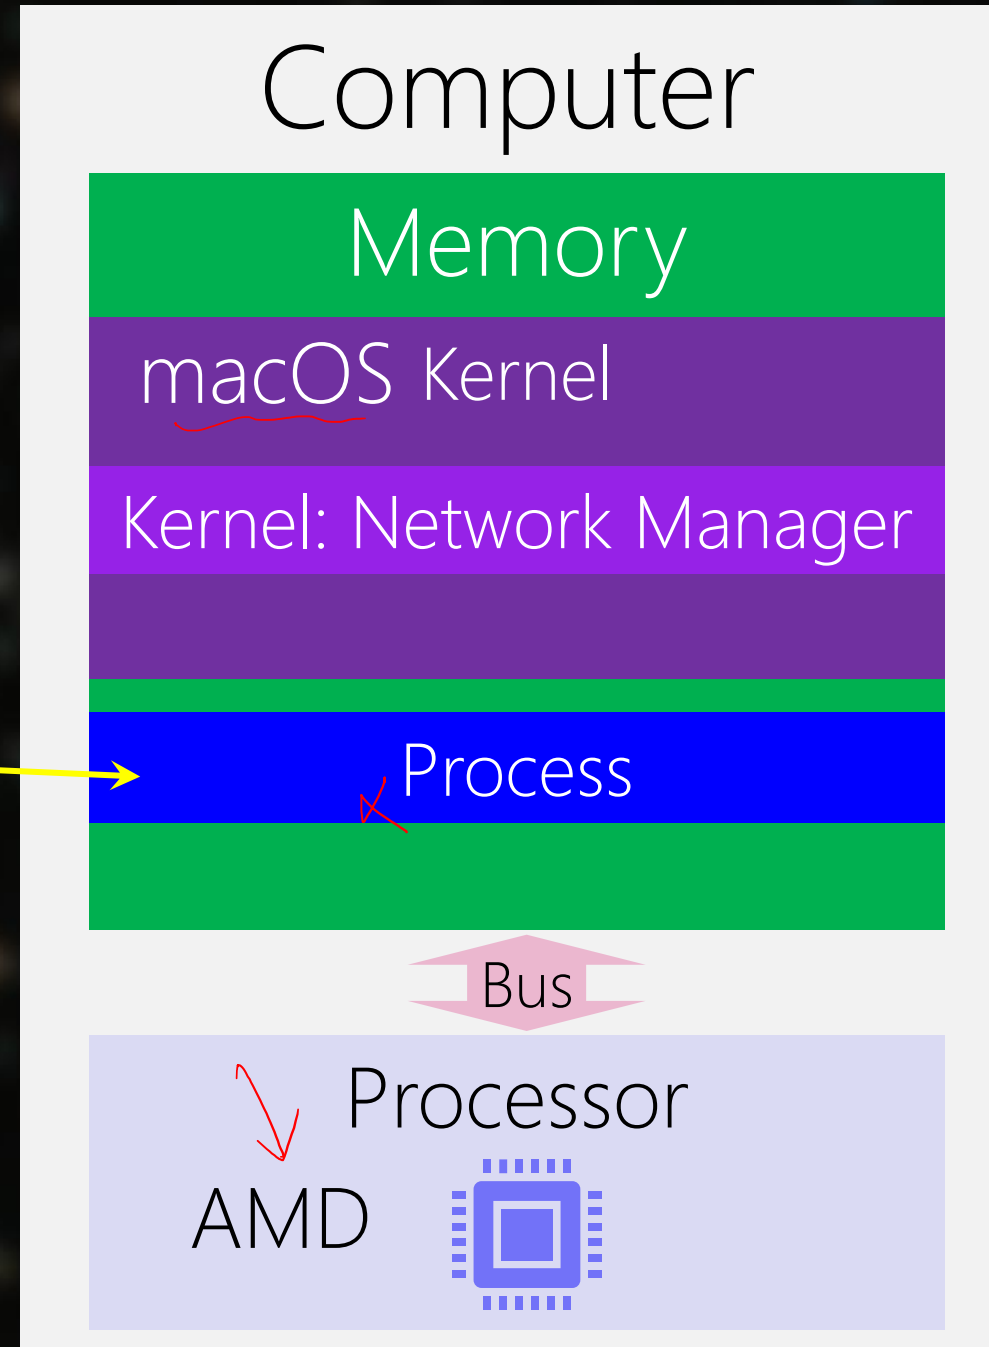 Computer
Memory
macOS Kernel
Kernel: Network Manager
Process
Bus
Processor
AMD